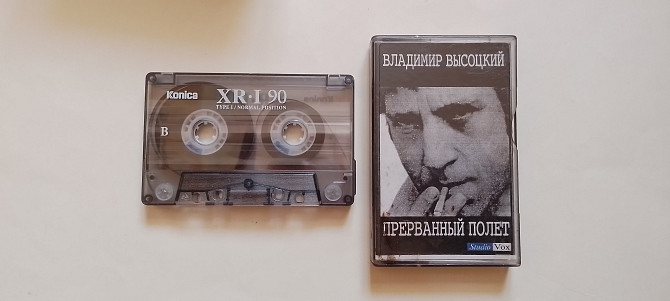 Konica
XR·I 90
TYPE I / NORMAL POSITION
B
ВЛАДИМИР ВЫСОЦКИЙ
ПРЕРВАННЫЙ ПОЛЕТ
Studio Vox